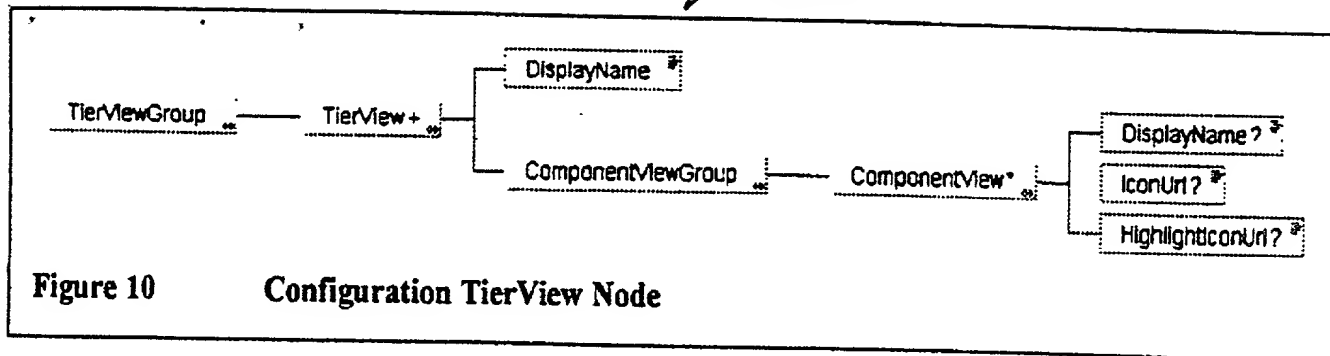 DisplayName
TierViewGroup
TierView+
ComponentViewGroup
ComponentView*
DisplayName?
IconUrl?
HighlightIconUrl?
Figure 10 Configuration TierView Node